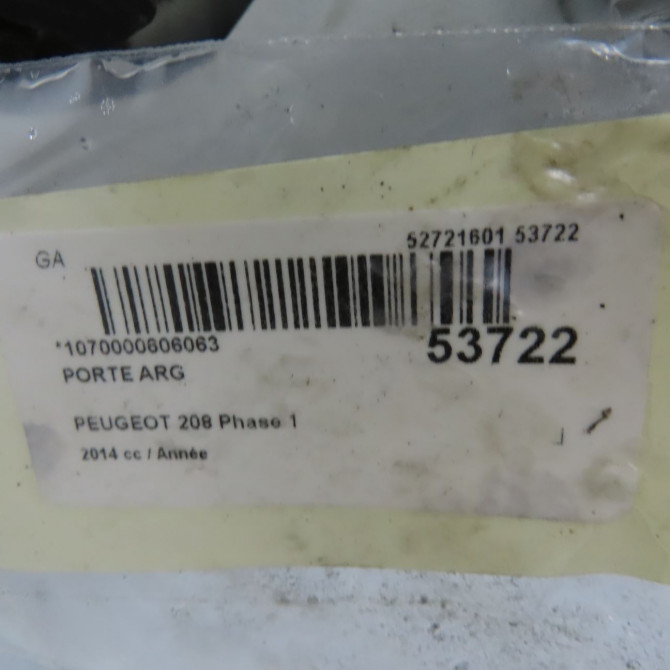 GA
52721601 53722
*1070000606063
53722
PORTE ARG
PEUGEOT 208 Phase 1
2014 cc / Année